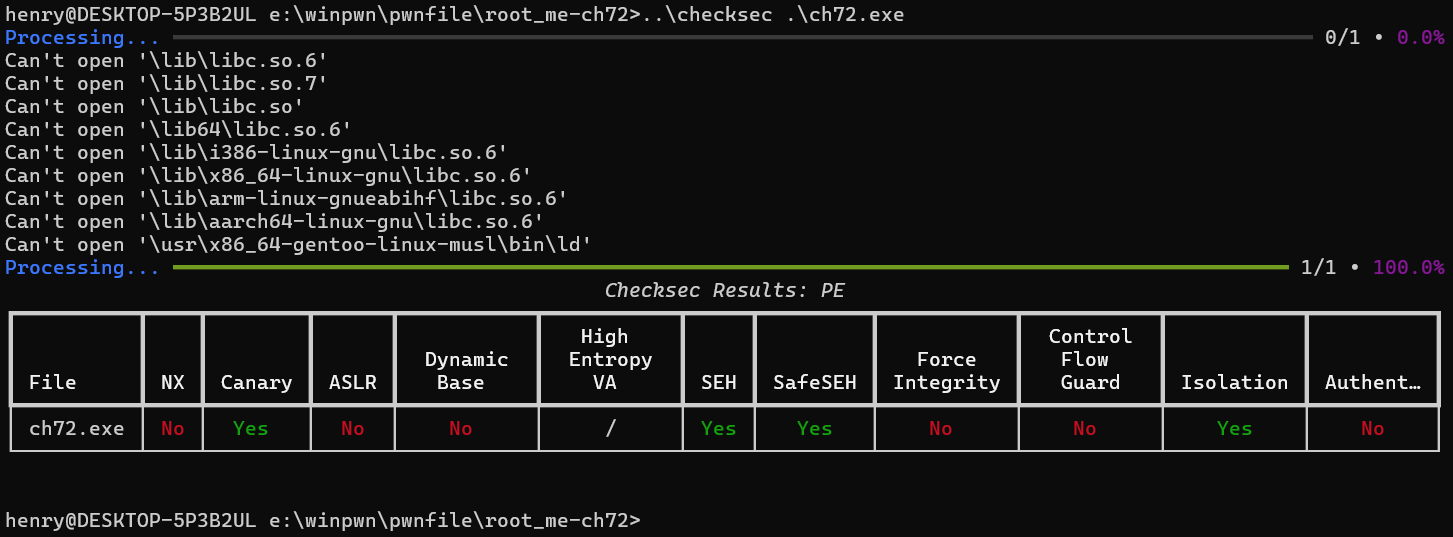 henry@DESKTOP-5P3B2UL e:\winpwn\pwnfile\root_me-ch72>..\checksec .\ch72.exe
Processing... 0/1 • 0.0%
Can't open '\lib\libc.so.6'
Can't open '\lib\libc.so.7'
Can't open '\lib\libc.so'
Can't open '\lib64\libc.so.6'
Can't open '\lib\i386-linux-gnu\libc.so.6'
Can't open '\lib\x86_64-linux-gnu\libc.so.6'
Can't open '\lib\arm-linux-gnueabihf\libc.so.6'
Can't open '\lib\aarch64-linux-gnu\libc.so.6'
Can't open '\usr\x86_64-gentoo-linux-musl\bin\ld'
Processing... 1/1 • 100.0%
Checksec Results: PE
High Control
Dynamic Entropy Force Flow
File NX Canary ASLR Base VA SEH SafeSEH Integrity Guard Isolation Authent…
ch72.exe No Yes No No / Yes Yes No No Yes No
henry@DESKTOP-5P3B2UL e:\winpwn\pwnfile\root_me-ch72>